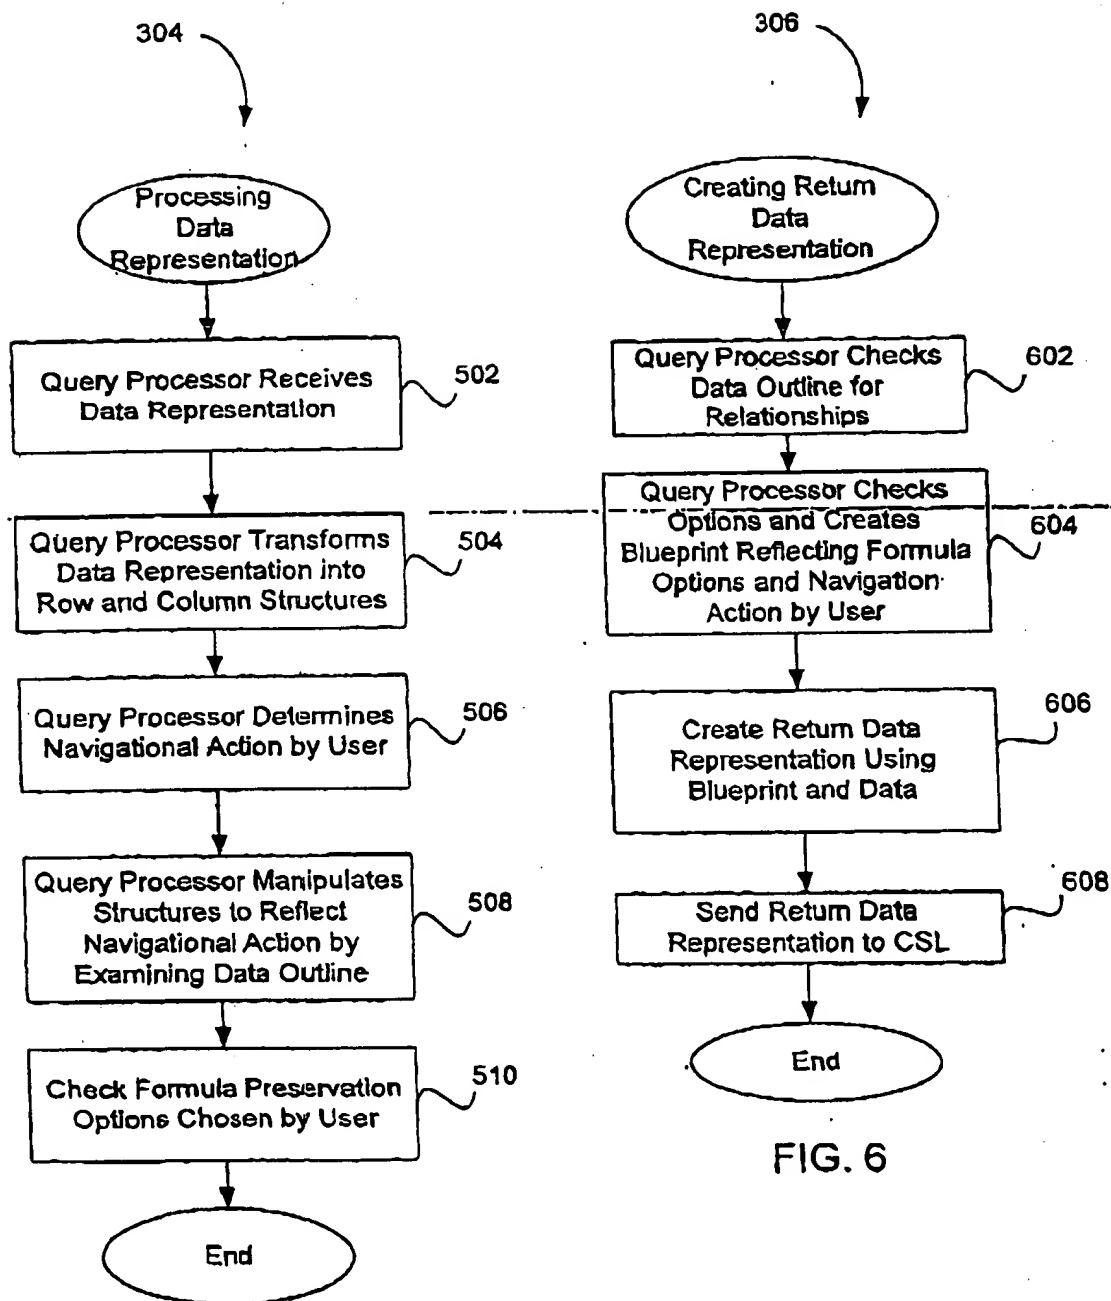 304
Processing
Data
Representation
Query Processor Receives
Data Representation
502
Query Processor Transforms
Data Representation into
Row and Column Structures
504
Query Processor Determines
Navigational Action by User
506
Query Processor Manipulates
Structures to Reflect
Navigational Action by
Examining Data Outline
508
Check Formula Preservation
Options Chosen by User
510
End
306
Creating Return
Data
Representation
Query Processor Checks
Data Outline for
Relationships
602
Query Processor Checks
Options and Creates
Blueprint Reflecting Formula
Options and Navigation
Action by User
604
Create Return Data
Representation Using
Blueprint and Data
606
Send Return Data
Representation to CSL
608
End
FIG. 6